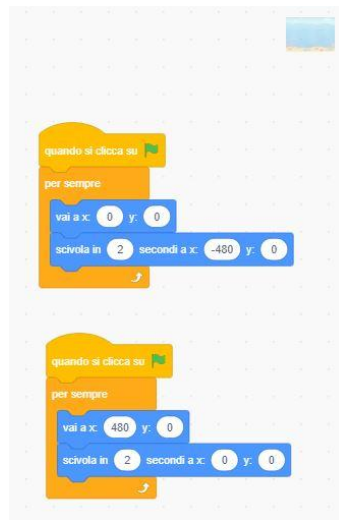 quando si clicca su
per sempre
vai a x: 0 y: 0
scivola in 2 secondi a x: -480 y: 0
quando si clicca su
per sempre
vai a x: 480 y: 0
scivola in 2 secondi a x: 0 y: 0